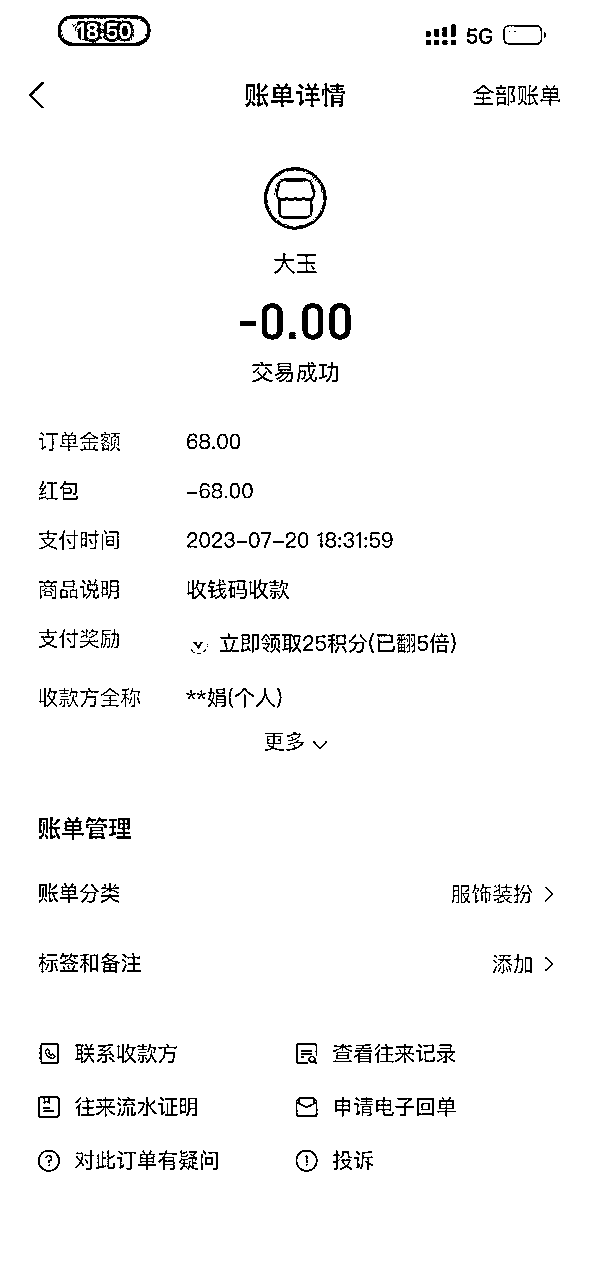 18:50 5G
账单详情 全部账单
大玉
-0.00
交易成功
订单金额 68.00
红包 -68.00
支付时间 2023-07-20 18:31:59
商品说明 收钱码收款
支付奖励 立即领取25积分(已翻5倍)
收款方全称 **娟(个人)
更多
账单管理
账单分类 服饰装扮
标签和备注 添加
联系收款方 查看往来记录
往来流水证明 申请电子回单
对此订单有疑问 投诉